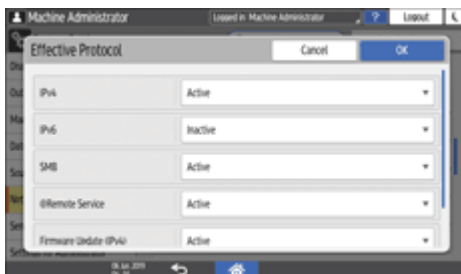 Machine Administrator
Logged in Machine Administrator
?
Logout
Effective Protocol
Cancel
OK
IPv4
Active
IPv6
Inactive
SMB
Active
@Remote Service
Active
Firmware Update (IPv4)
Active